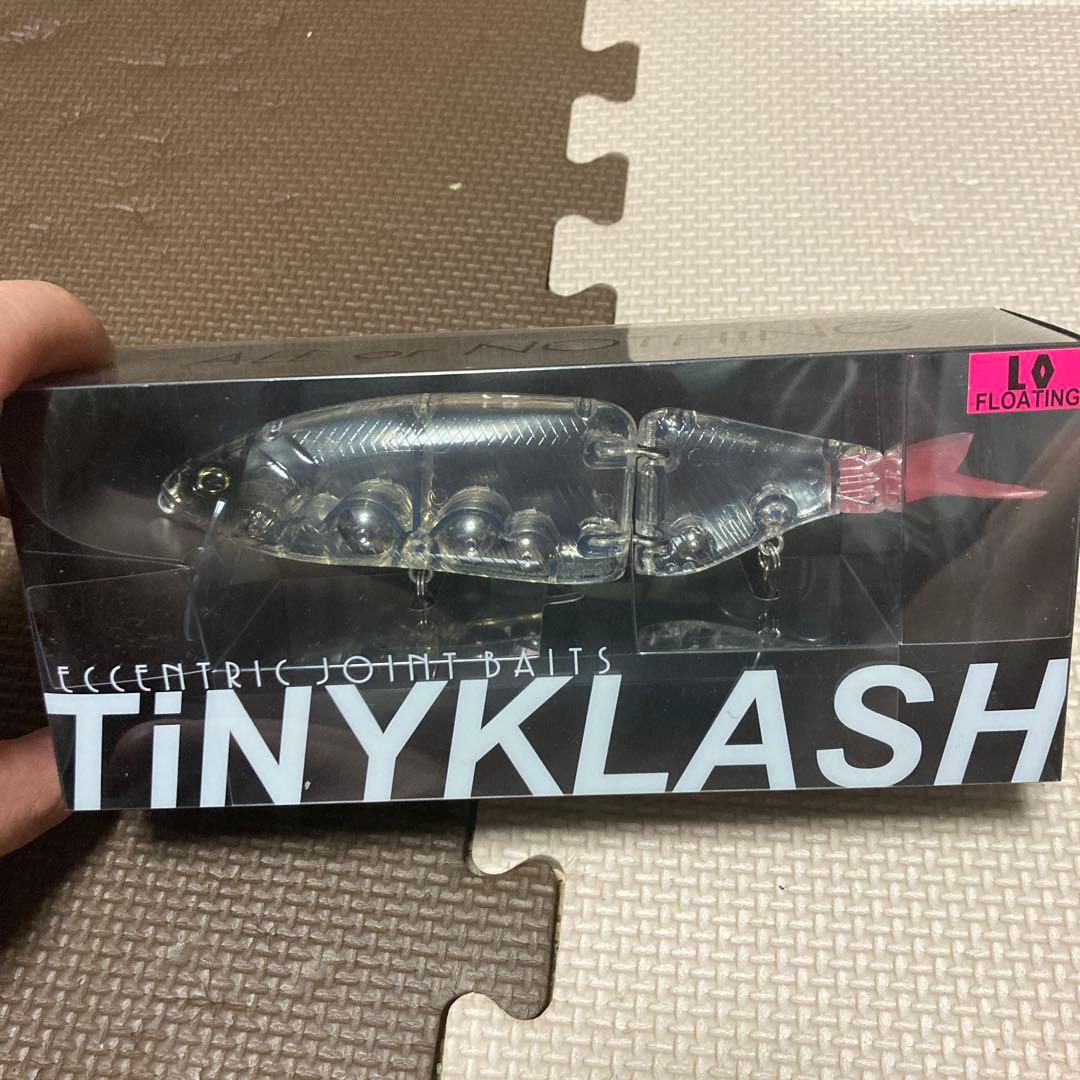 ALL or NOTHING
LO
FLOATING
ECCENTRIC JOINT BAITS
TiNYKLASH